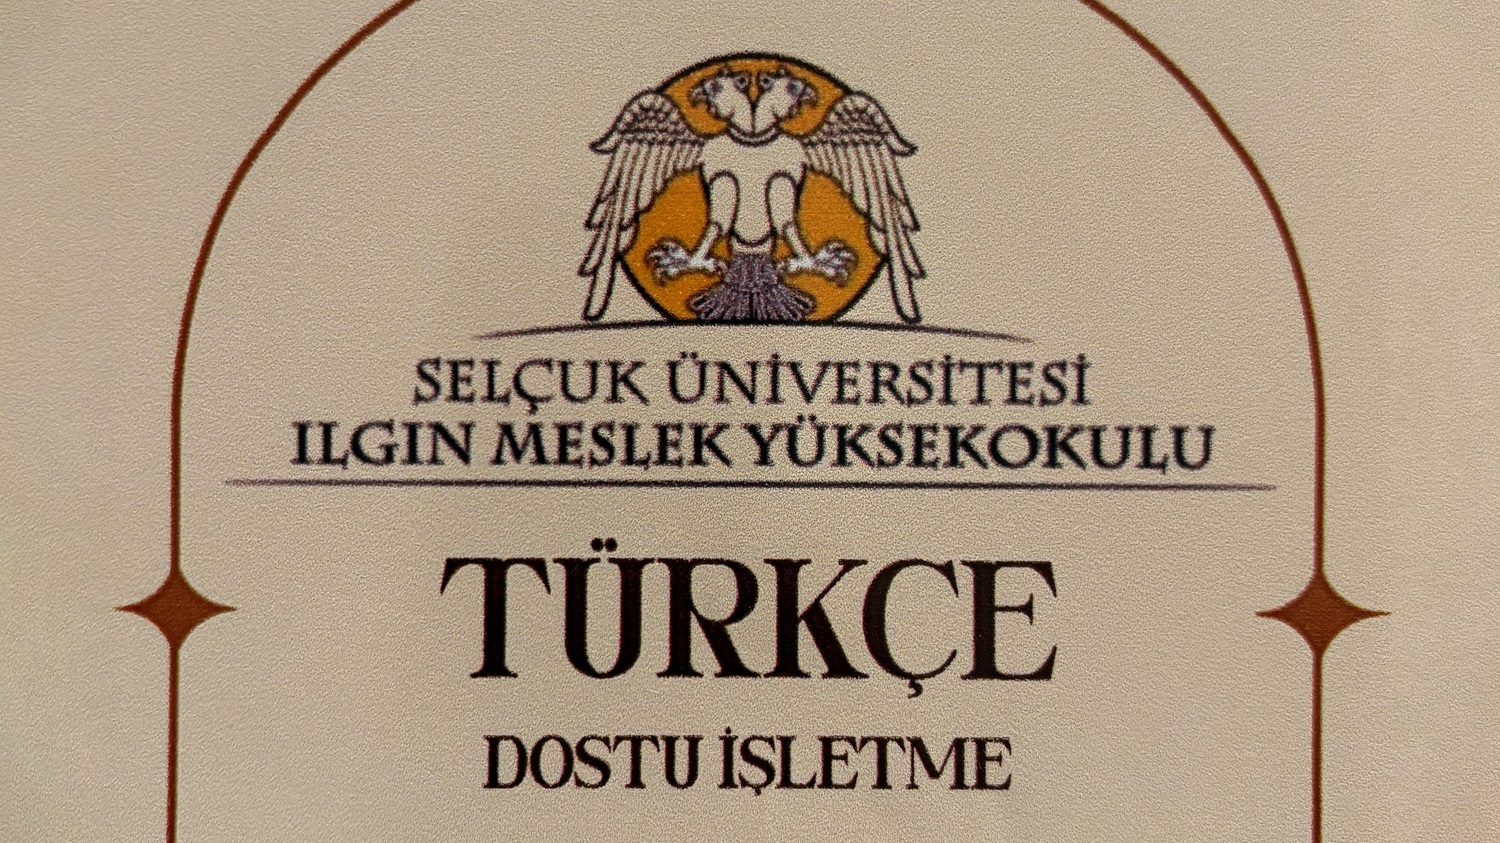 SELÇUK ÜNİVERSİTESİ
ILGIN MESLEK YÜKSEKOKULU
TÜRKÇE
DOSTU İŞLETME